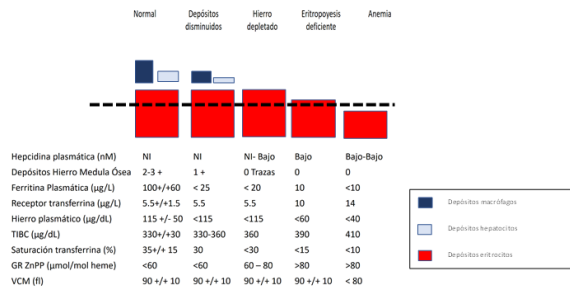 Normal Depósitos disminuidos Hierro depletado Eritropoyesis deficiente Anemia
Hepcidina plasmática (nM) NI NI NI- Bajo Bajo Bajo-Bajo
Depósitos Hierro Medula Ósea 2-3 + 1 + 0 Trazas 0 0
Ferritina Plasmática (µg/L) 100+/+60 < 25 < 20 10 <10
Receptor transferrina (µg/L) 5.5+/+1.5 5.5 5.5 10 14
Hierro plasmático (µg/dL) 115 +/- 50 <115 <115 <60 <40
TIBC (µg/dL) 330+/+30 330-360 360 390 410
Saturación transferrina (%) 35+/+ 15 30 <30 <15 <10
GR ZnPP (µmol/mol heme) <60 <60 60 – 80 >80 >80
VCM (fl) 90 +/+ 10 90 +/+ 10 90 +/+ 10 90 +/+ 10 < 80
Depósitos macrófagos
Depósitos hepatocitos
Depósitos eritrocitos